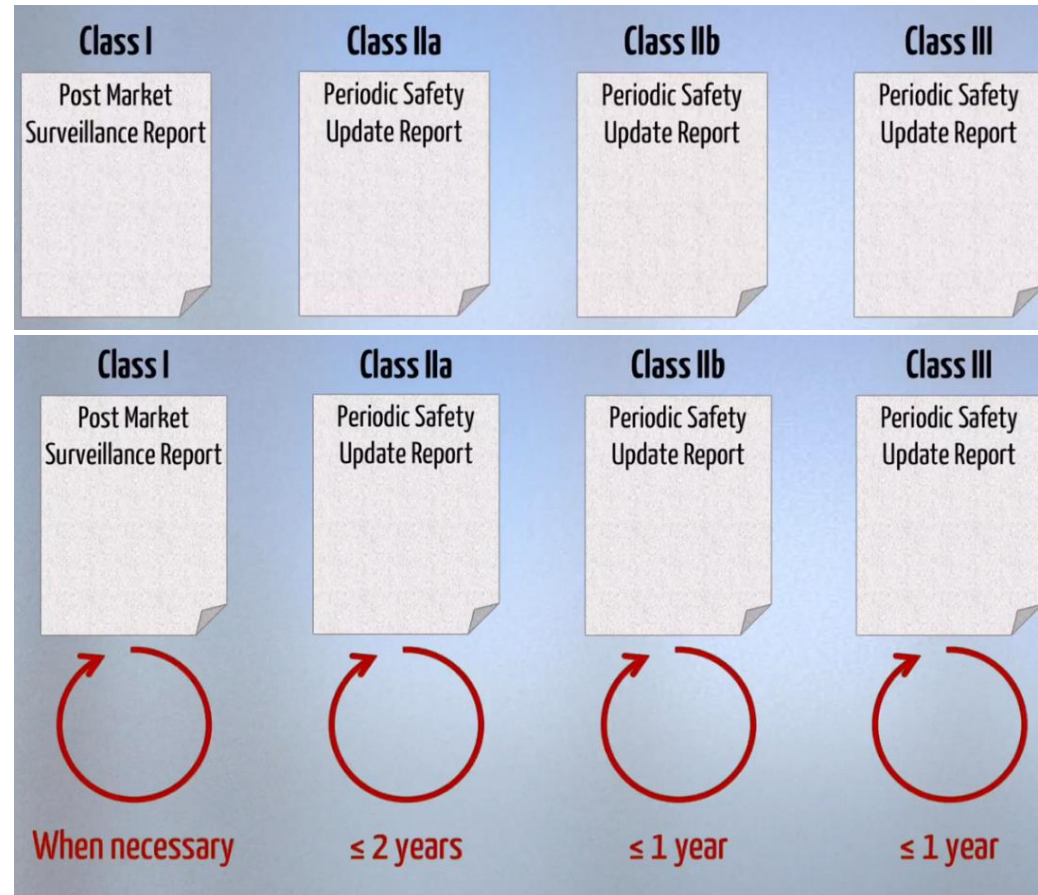 Class I
Class IIa
Class IIb
Class III
Post Market
Surveillance Report
Periodic Safety
Update Report
Periodic Safety
Update Report
Periodic Safety
Update Report
Class I
Class IIa
Class IIb
Class III
Post Market
Surveillance Report
Periodic Safety
Update Report
Periodic Safety
Update Report
Periodic Safety
Update Report
When necessary
≤ 2 years
≤ 1 year
≤ 1 year